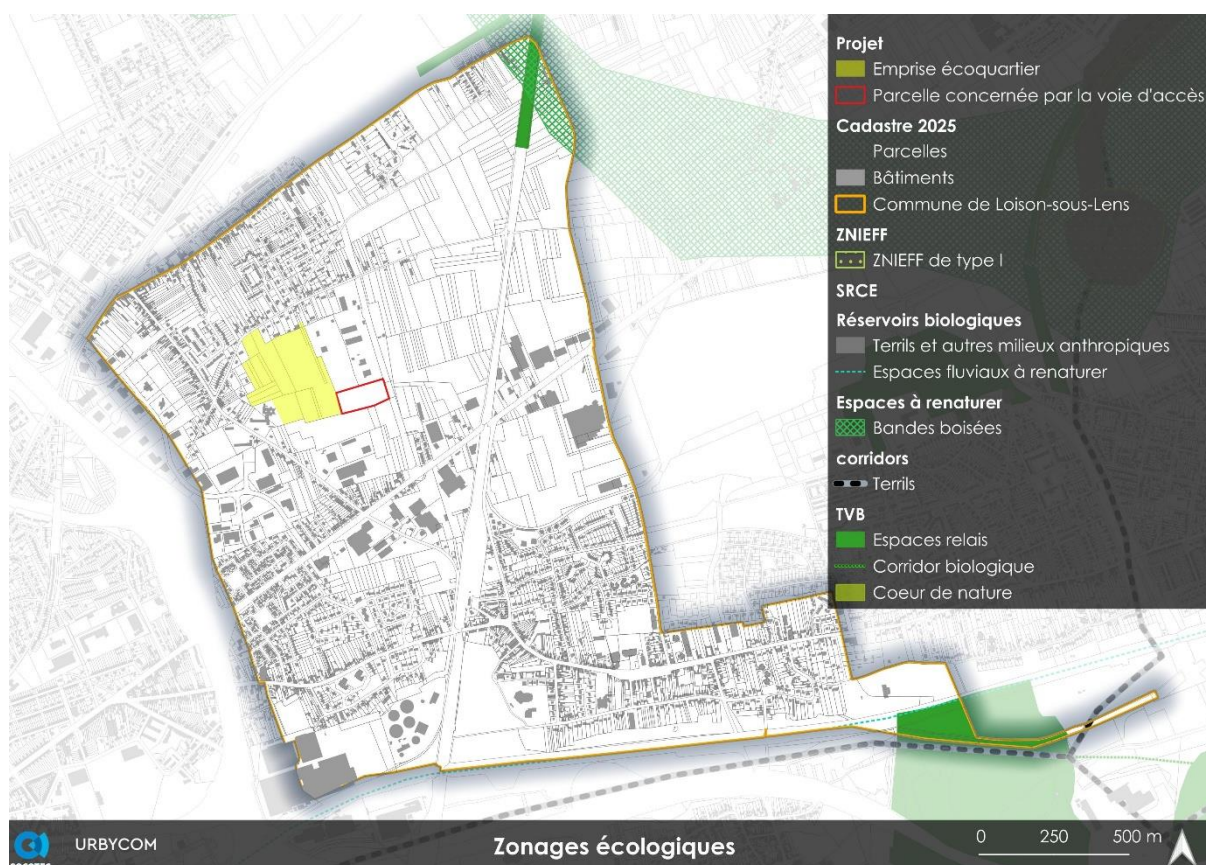 Projet
Emprise écoquartier
Parcelle concernée par la voie d'accès
Cadastre 2025
Parcelles
Bâtiments
Commune de Loison-sous-Lens
ZNIEFF
ZNIEFF de type I
SRCE
Réservoirs biologiques
Terrils et autres milieux anthropiques
Espaces fluviaux à renaturer
Espaces à renaturer
Bandes boisées
corridors
Terrils
TVB
Espaces relais
Corridor biologique
Coeur de nature
URBYCOM
Zonages écologiques
0 250 500 m